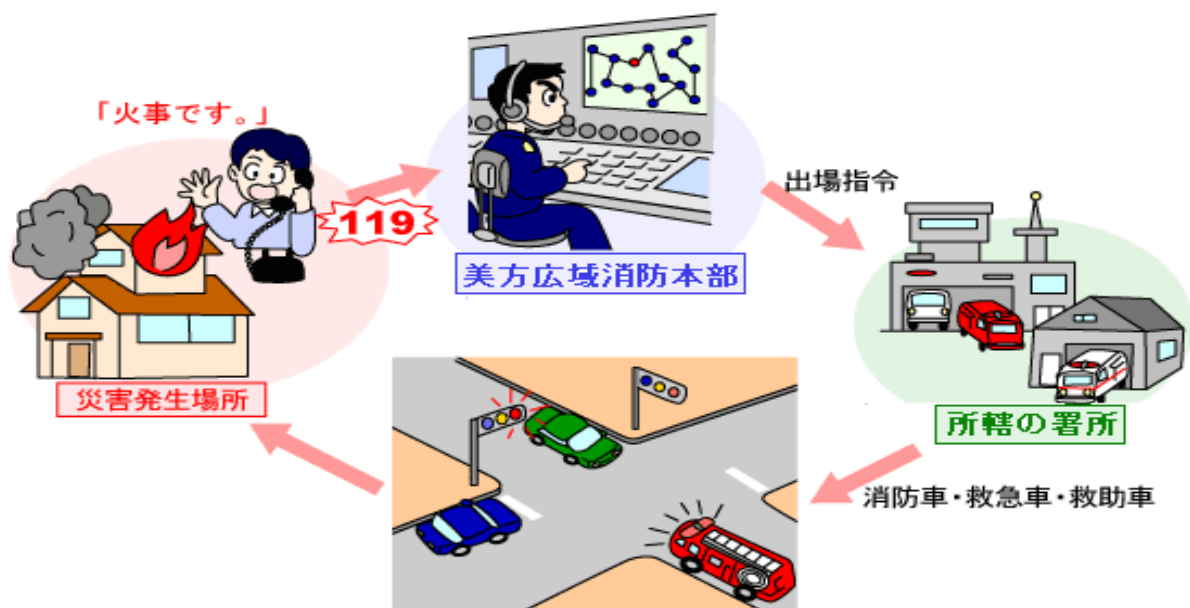 「火事です。」
119
美方広域消防本部
出場指令
災害発生場所
所轄の署所
消防車・救急車・救助車